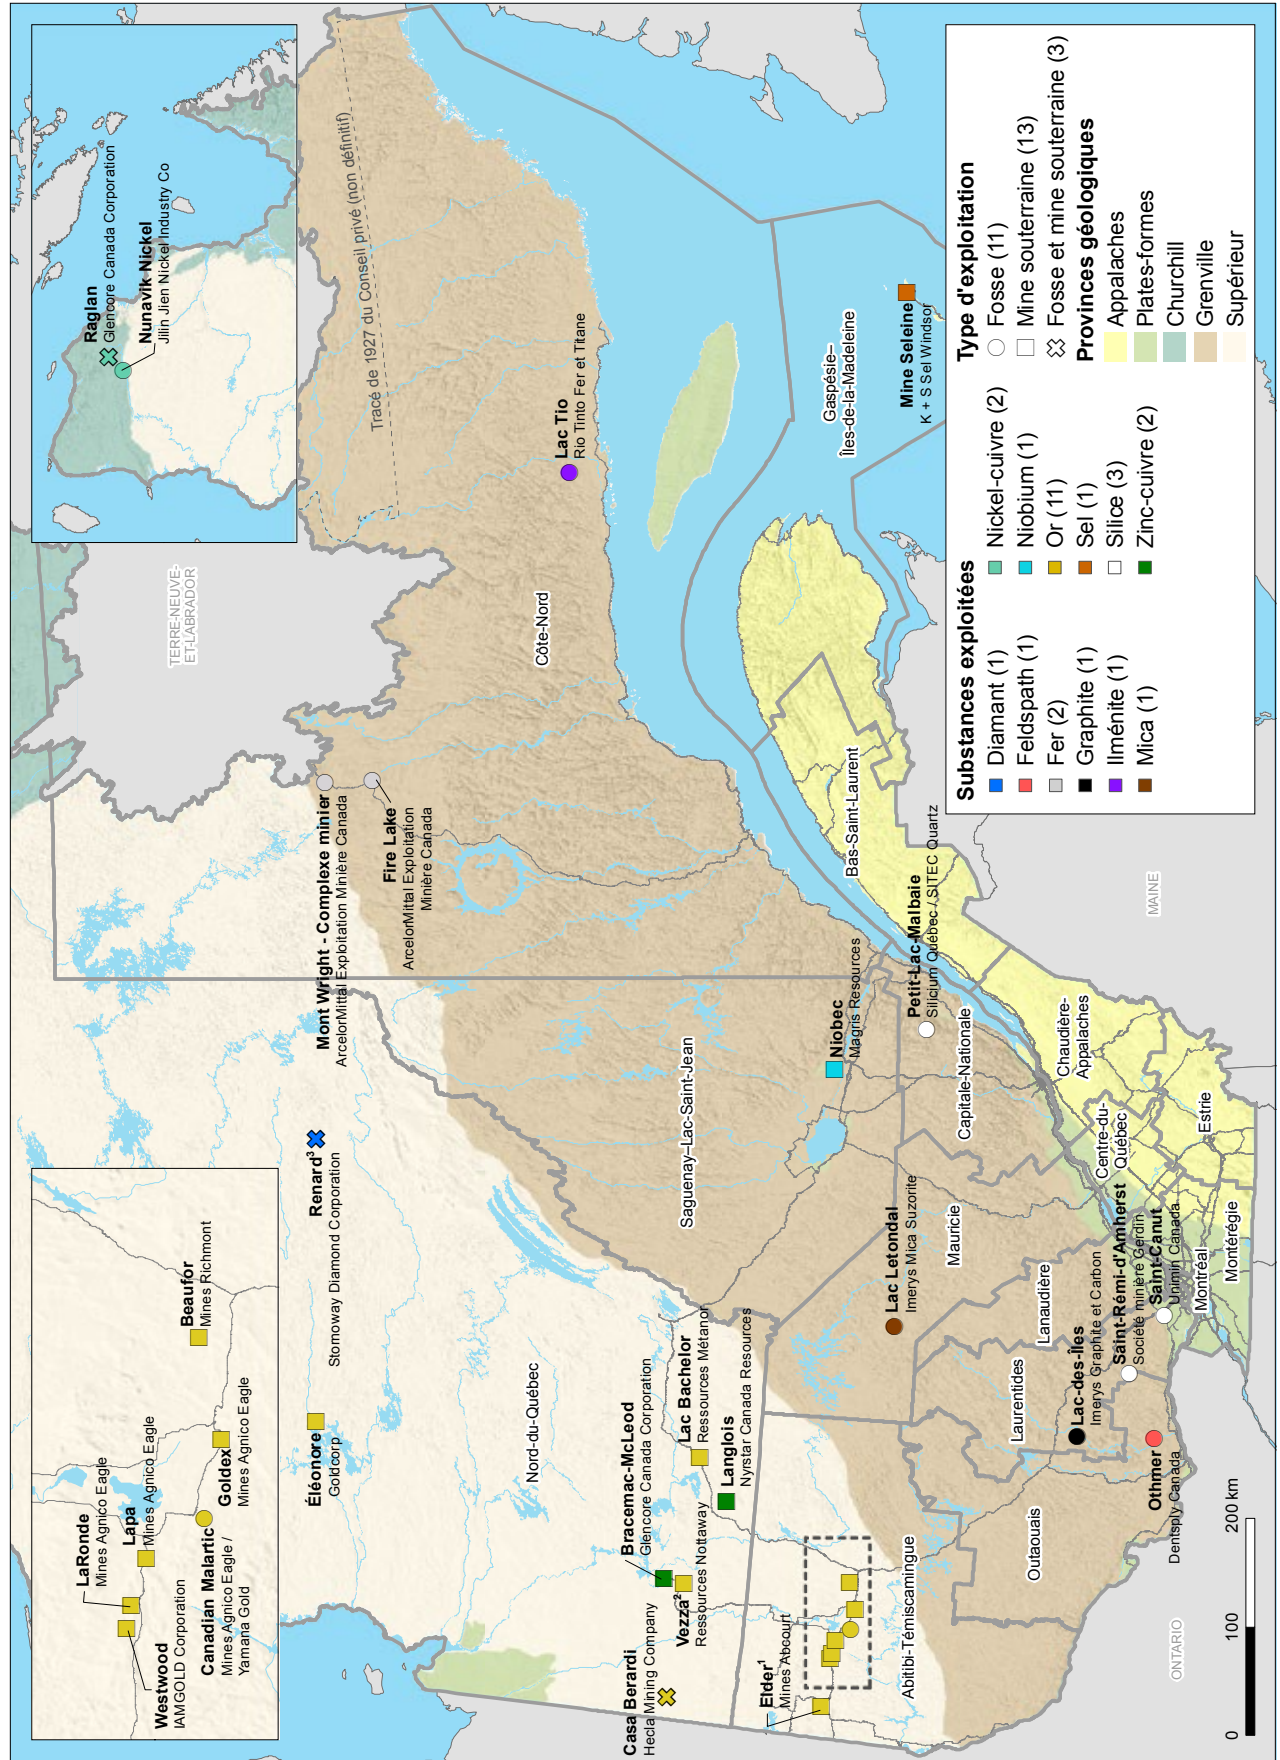 LaRonde
Mines Agnico Eagle
Westwood
IAMGOLD Corporation
Lapa
Mines Agnico Eagle
Canadian Malartic
Mines Agnico Eagle /
Yamana Gold
Goldex
Mines Agnico Eagle
Beaufor
Mines Richmont
Raglan
Glencore Canada Corporation
Nunavik Nickel
Jilin Jien Nickel Industry Co
Tracé de 1927 du Conseil privé (non définitif)
TERRE-NEUVE-
ET-LABRADOR
Éléonore
Goldcorp
Renard³
Stornoway Diamond Corporation
Mont Wright - Complexe minier
ArcelorMittal Exploitation Minière Canada
Fire Lake
ArcelorMittal Exploitation
Minière Canada
Côte-Nord
Lac Tio
Rio Tinto Fer et Titane
Nord-du-Québec
Casa Berardi
Hecla Mining Company
Bracemac-McLeod
Glencore Canada Corporation
Vezza²
Ressources Nottaway
Lac Bachelor
Ressources Métanor
Langlois
Nyrstar Canada Resources
Saguenay–Lac-Saint-Jean
Niobec
Magris Resources
Elder¹
Mines Abcourt
Abitibi-Témiscamingue
Lac Letondal
Imerys Mica Suzorite
Mauricie
Petit-Lac-Malbaie
Silicium Québec / SITEC Quartz
Capitale-Nationale
Bas-Saint-Laurent
Gaspésie–
Îles-de-la-Madeleine
Mine Seleine
K + S Sel Windsor
Outaouais
Laurentides
Lanaudière
Lac-des-Îles
Imerys Graphite et Carbon
Saint-Rémi-d'Amherst
Société minière Gerdin
Saint-Canut
Unimin Canada
Othmer
Dentsply Canada
Centre-du-
Québec
Chaudière-
Appalaches
Estrie
Montréal
Montérégie
MAINE
ONTARIO
0 100 200 km
Substances exploitées
Diamant (1)
Feldspath (1)
Fer (2)
Graphite (1)
Ilménite (1)
Mica (1)
Nickel-cuivre (2)
Niobium (1)
Or (11)
Sel (1)
Silice (3)
Zinc-cuivre (2)
Type d'exploitation
Fosse (11)
Mine souterraine (13)
Fosse et mine souterraine (3)
Provinces géologiques
Appalaches
Plates-formes
Churchill
Grenville
Supérieur